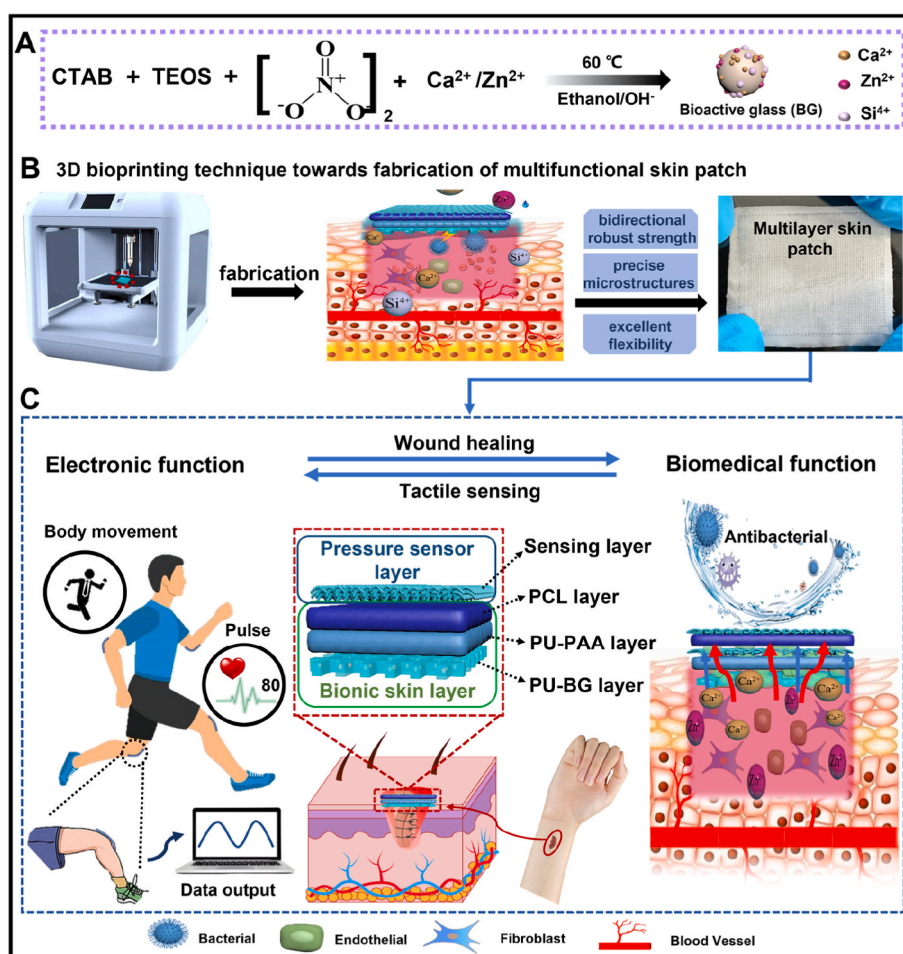 A
CTAB + TEOS + [O⁻ N⁺ O O⁻]₂ + Ca²⁺/Zn²⁺
60 ℃
Ethanol/OH⁻
Bioactive glass (BG)
Ca²⁺
Zn²⁺
Si⁴⁺
B 3D bioprinting technique towards fabrication of multifunctional skin patch
fabrication
Zn²⁺
Ca²⁺
Si⁴⁺
Ca²⁺
Si⁴⁺
bidirectional
robust strength
precise
microstructures
excellent
flexibility
Multilayer skin
patch
C
Electronic function
Wound healing
Tactile sensing
Biomedical function
Body movement
Pulse
80
Data output
Pressure sensor
layer
Bionic skin layer
Sensing layer
PCL layer
PU-PAA layer
PU-BG layer
Antibacterial
Ca²⁺
Zn²⁺
Ca²⁺
Zn²⁺
Ca²⁺
Ca²⁺
Zn²⁺
Zn²⁺
Bacterial
Endothelial
Fibroblast
Blood Vessel